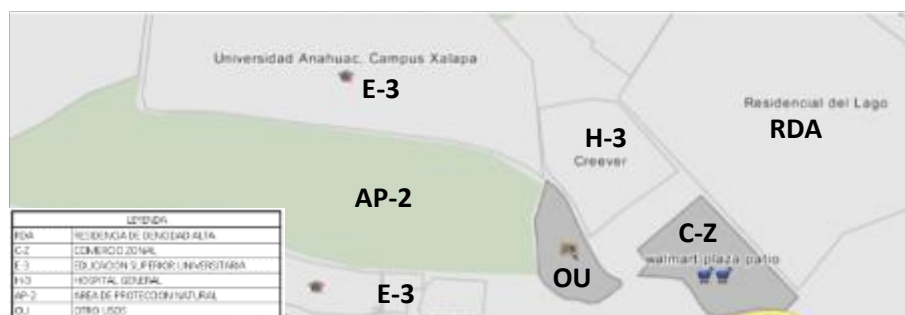 Universidad Anahuac. Campus Xalapa
E-3
Residencial del Lago
RDA
H-3
Creever
AP-2
C-Z
walmart plaza patio
OU
E-3
LEYENDA
RDA RESIDENCIA DE DENCIDAD ALTA
C-Z COMERCIO ZONAL
E-3 EDUCACION SUPERIOR UNIVERSITARIA
H-3 HOSPITAL GENERAL
AP-2 AREA DE PROTECCION NATURAL
OU OTRO USOS